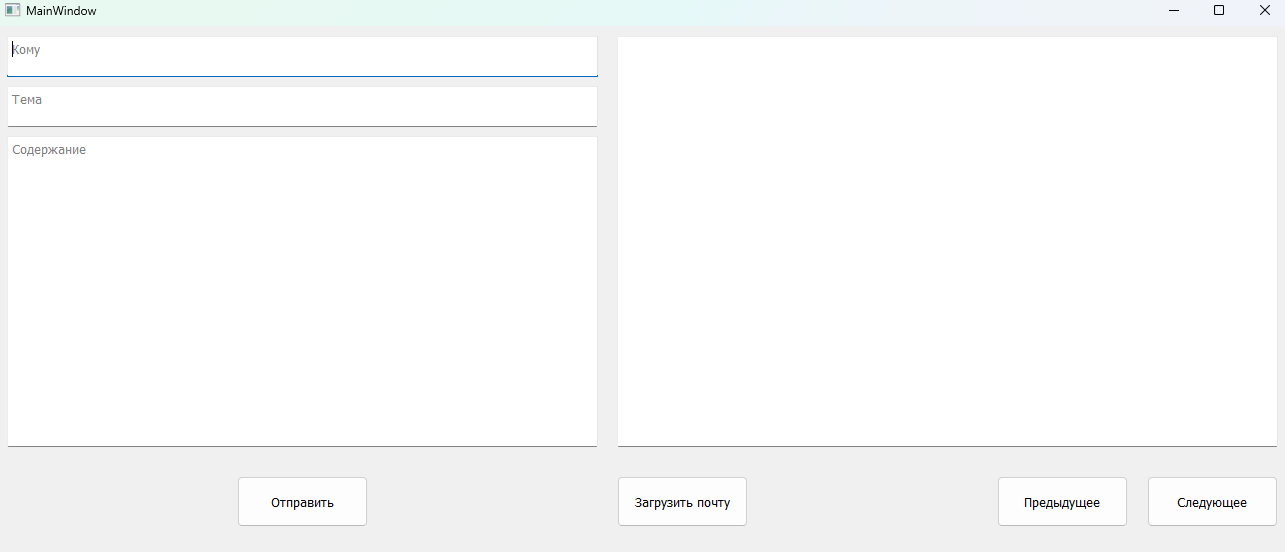 MainWindow
Кому
Тема
Содержание
Отправить
Загрузить почту
Предыдущее
Следующее